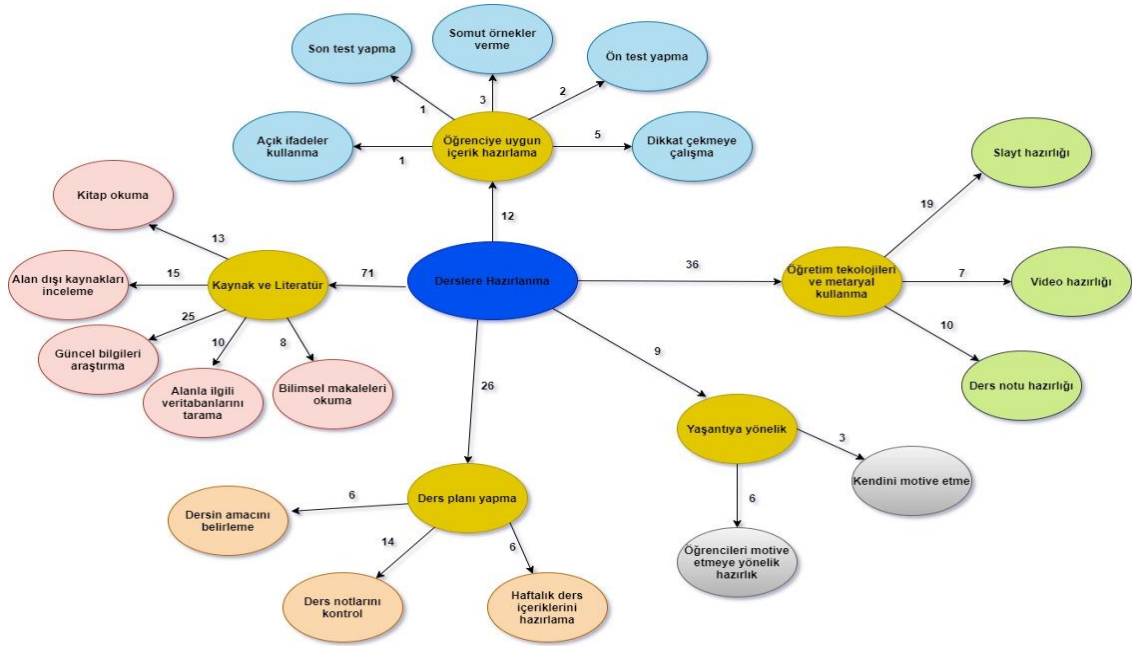 Somut örnekler
verme
Son test yapma
Ön test yapma
1
3
2
Açık ifadeler
kullanma
1
Öğrenciye uygun
içerik hazırlama
5
Dikkat çekmeye
çalışma
12
Slayt hazırlığı
19
Kitap okuma
13
Alan dışı kaynakları
inceleme
15
Kaynak ve Literatür
71
Derslere Hazırlanma
36
Öğretim tekolojileri
ve metaryal
kullanma
7
Video hazırlığı
25
Güncel bilgileri
araştırma
10
Alanla ilgili
veritabanlarını
tarama
8
Bilimsel makaleleri
okuma
10
Ders notu hazırlığı
26
9
Yaşantıya yönelik
3
Kendini motive etme
6
Öğrencileri motive
etmeye yönelik
hazırlık
Ders planı yapma
6
Dersin amacını
belirleme
14
Ders notlarını
kontrol
6
Haftalık ders
içeriklerini
hazırlama